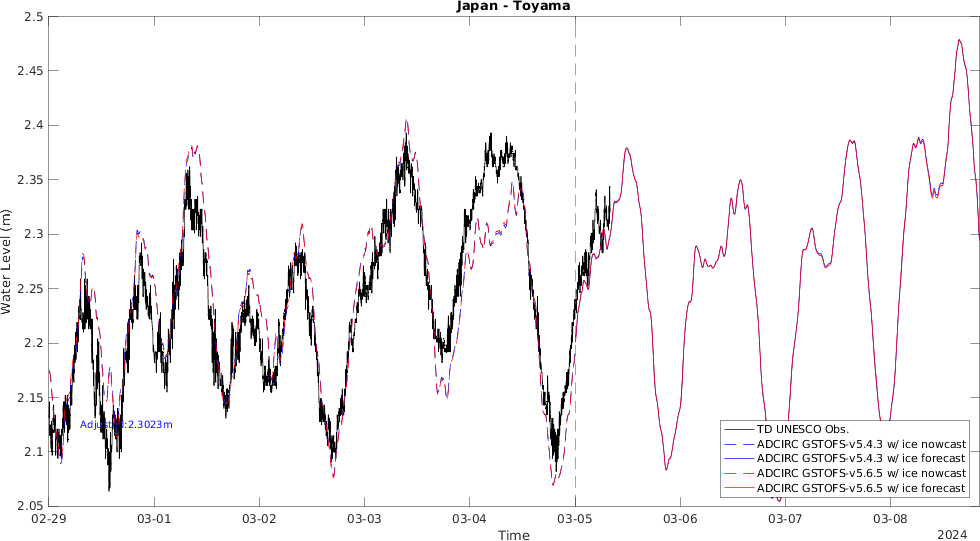 Japan - Toyama
2.5
2.45
2.4
2.35
2.3
2.25
2.2
2.15
2.1
2.05
Water Level (m)
Adjust by:2.3023m
TD UNESCO Obs.
ADCIRC GSTOFS-v5.4.3 w/ ice nowcast
ADCIRC GSTOFS-v5.4.3 w/ ice forecast
ADCIRC GSTOFS-v5.6.5 w/ ice nowcast
ADCIRC GSTOFS-v5.6.5 w/ ice forecast
02-29 03-01 03-02 03-03 03-04 03-05 03-06 03-07 03-08
Time
2024